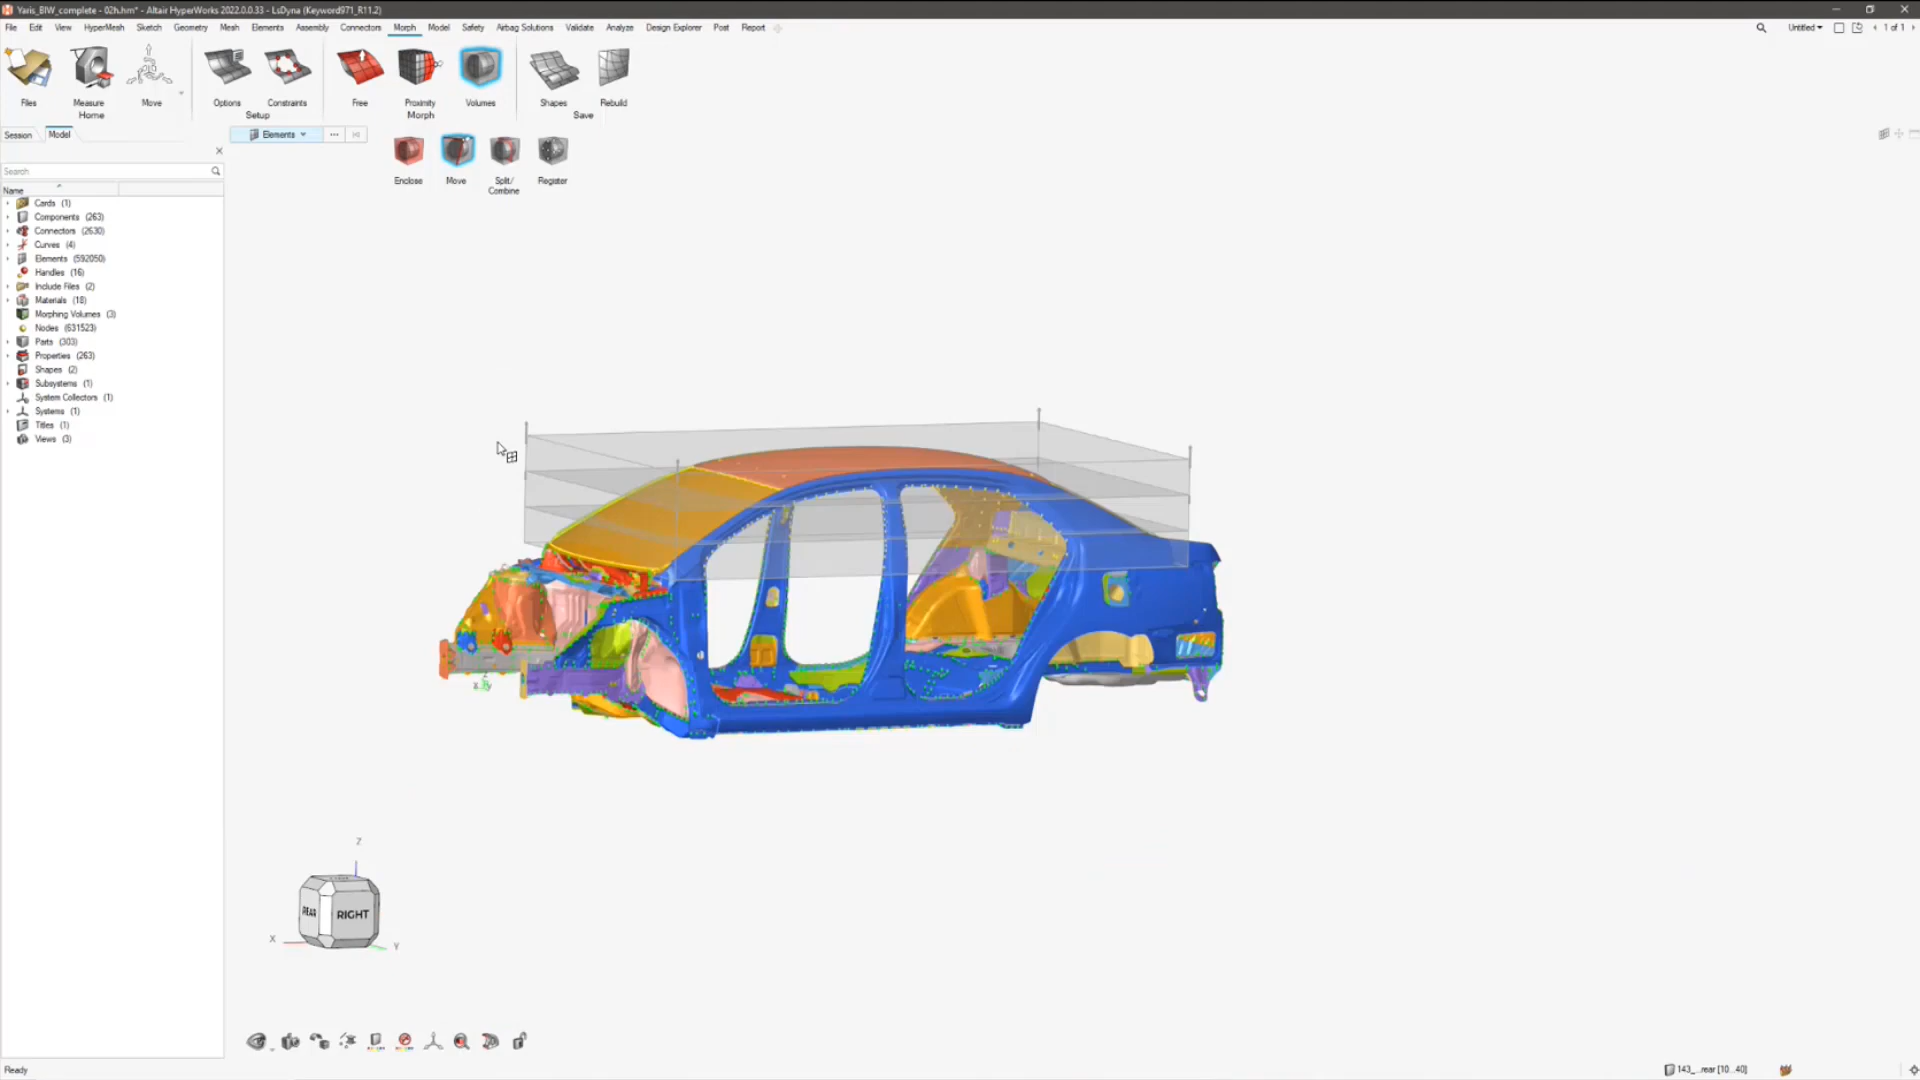 Yaris_BIW_complete - 02h.hm* - Altair HyperWorks 2022.0.0.33 - LsDyna (Keyword971_R11.2)
File Edit View HyperMesh Sketch Geometry Mesh Elements Assembly Connectors Morph Model Safety Airbag Solutions Validate Analyze Design Explorer Post Report
Untitled 1 of 1
Files Measure Move Options Constraints Free Proximity Volumes Shapes Rebuild
Home Setup Morph Save
Session Model
Elements
Enclose Move Split/ Combine Register
Search
Name
Cards (1)
Components (263)
Connectors (2630)
Curves (4)
Elements (592050)
Handles (16)
Include Files (2)
Materials (18)
Morphing Volumes (3)
Nodes (631523)
Parts (303)
Properties (263)
Shapes (2)
Subsystems (1)
System Collectors (1)
Systems (1)
Titles (1)
Views (3)
Z
REAR RIGHT
X Y
Ready
143_...rear [10...40]